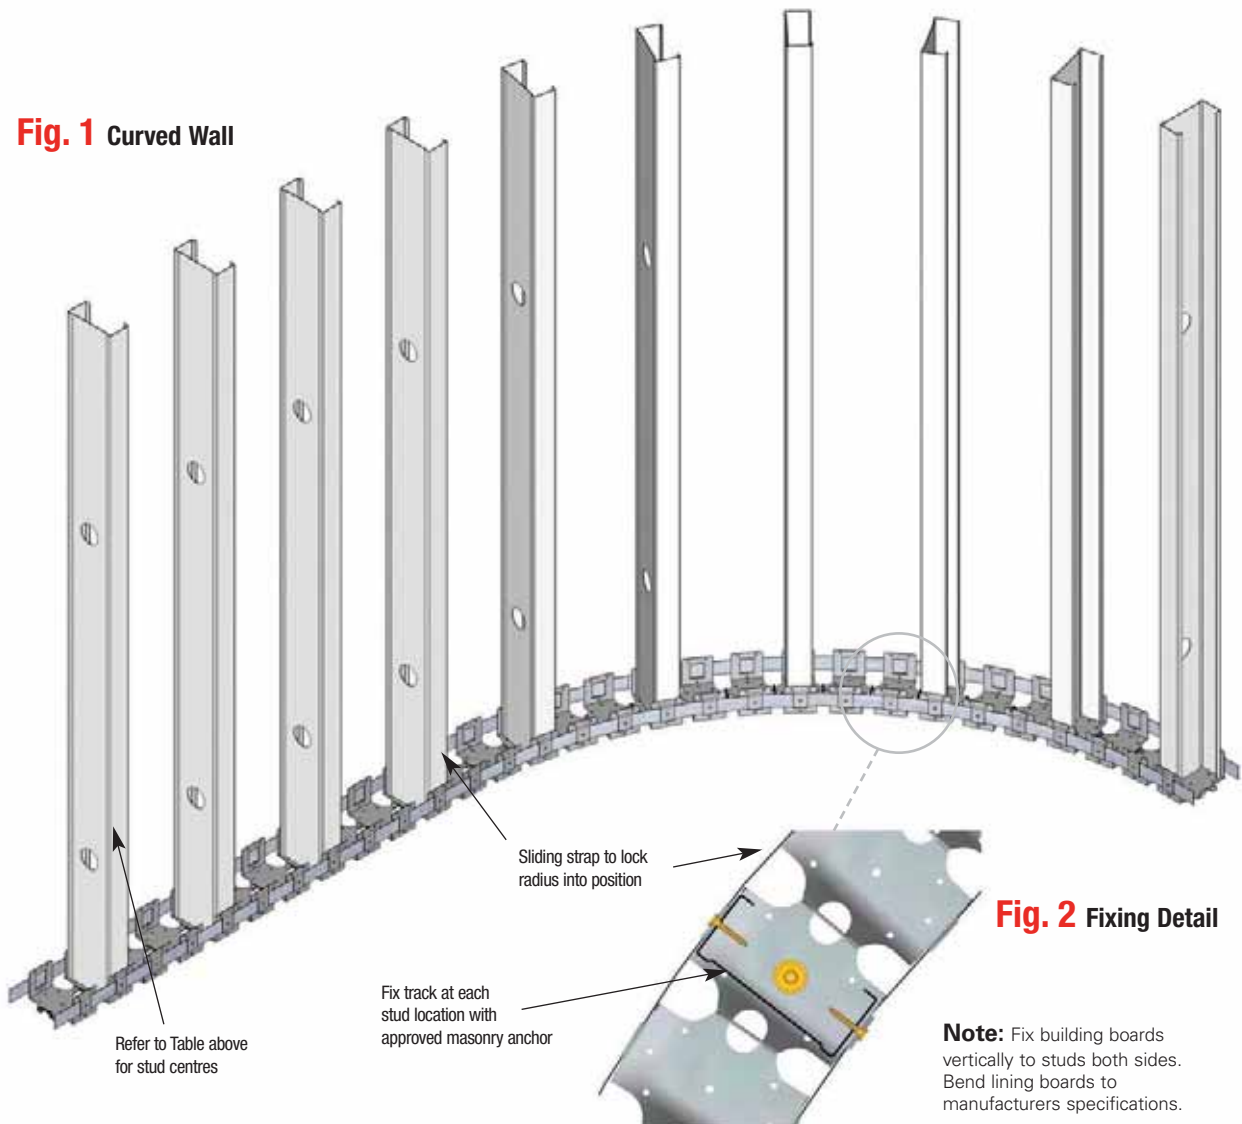 Fig. 1 Curved Wall
Sliding strap to lock
radius into position
Fig. 2 Fixing Detail
Fix track at each
stud location with
approved masonry anchor
Refer to Table above
for stud centres
Note: Fix building boards
vertically to studs both sides.
Bend lining boards to
manufacturers specifications.